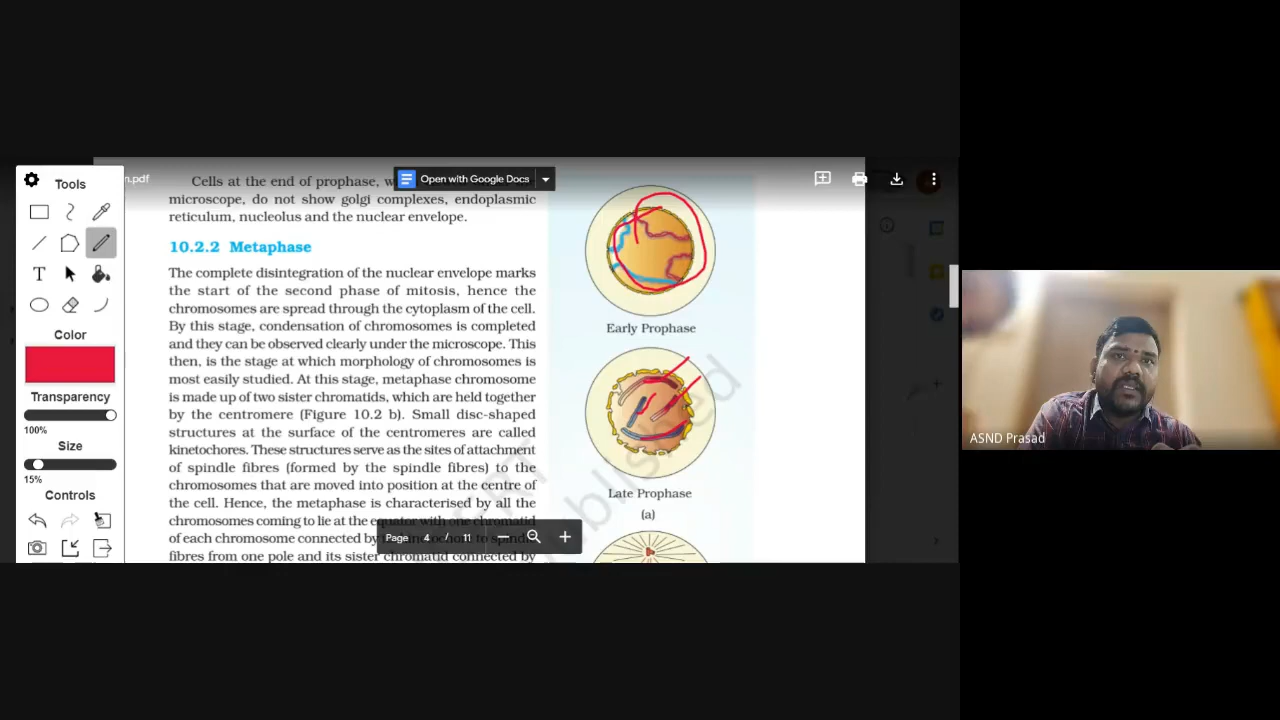 Tools
Color
Transparency
100%
Size
15%
Controls
n.pdf
Open with Google Docs
Cells at the end of prophase,
microscope, do not show golgi complexes, endoplasmic
reticulum, nucleolus and the nuclear envelope.
10.2.2 Metaphase
The complete disintegration of the nuclear envelope marks
the start of the second phase of mitosis, hence the
chromosomes are spread through the cytoplasm of the cell.
By this stage, condensation of chromosomes is completed
and they can be observed clearly under the microscope. This
then, is the stage at which morphology of chromosomes is
most easily studied. At this stage, metaphase chromosome
is made up of two sister chromatids, which are held together
by the centromere (Figure 10.2 b). Small disc-shaped
structures at the surface of the centromeres are called
kinetochores. These structures serve as the sites of attachment
of spindle fibres (formed by the spindle fibres) to the
chromosomes that are moved into position at the centre of
the cell. Hence, the metaphase is characterised by all the
chromosomes coming to lie at the equator with one chromatid
of each chromosome connected by its kinetochore to spindle
fibres from one pole and its sister chromatid connected by
Page 4 / 11
Early Prophase
Late Prophase
(a)
ASND Prasad